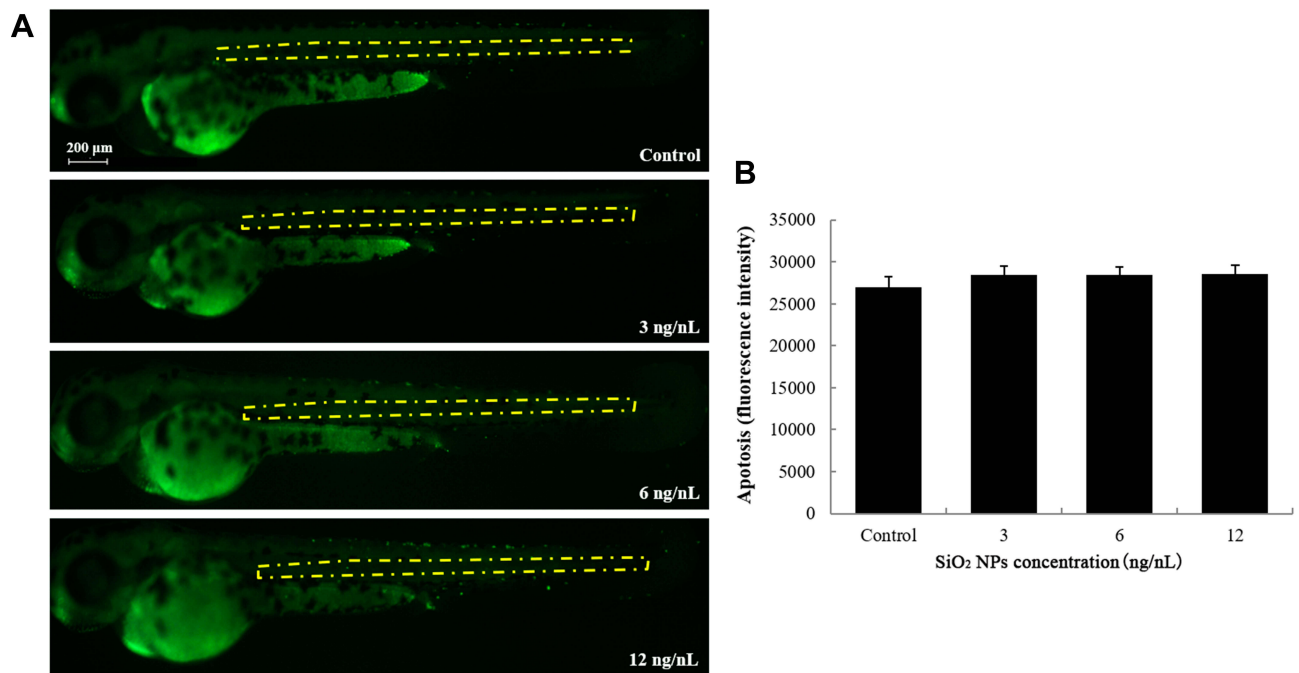 A
200 μm
Control
3 ng/nL
6 ng/nL
12 ng/nL
B
Apotosis (fluorescence intensity)
35000
30000
25000
20000
15000
10000
5000
0
Control 3 6 12
SiO₂ NPs concentration(ng/nL)